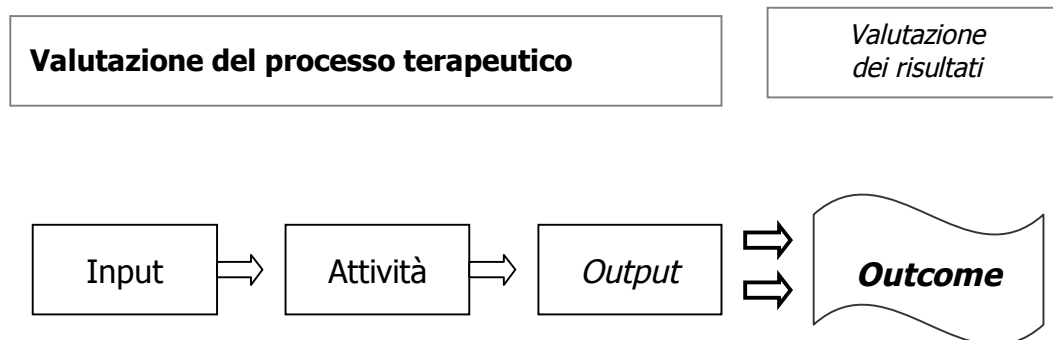 Valutazione del processo terapeutico
Valutazione
dei risultati
Input
Attività
Output
Outcome